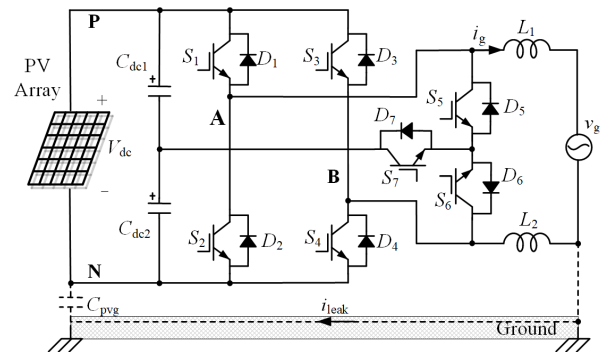 P
PV
Array
+
V_dc
−
C_dc1
+
C_dc2
+
S_1
D_1
S_3
D_3
A
B
S_2
D_2
S_4
D_4
D_7
S_7
i_g
L_1
S_5
D_5
S_6
D_6
v_g
L_2
N
C_pvg
i_leak
Ground